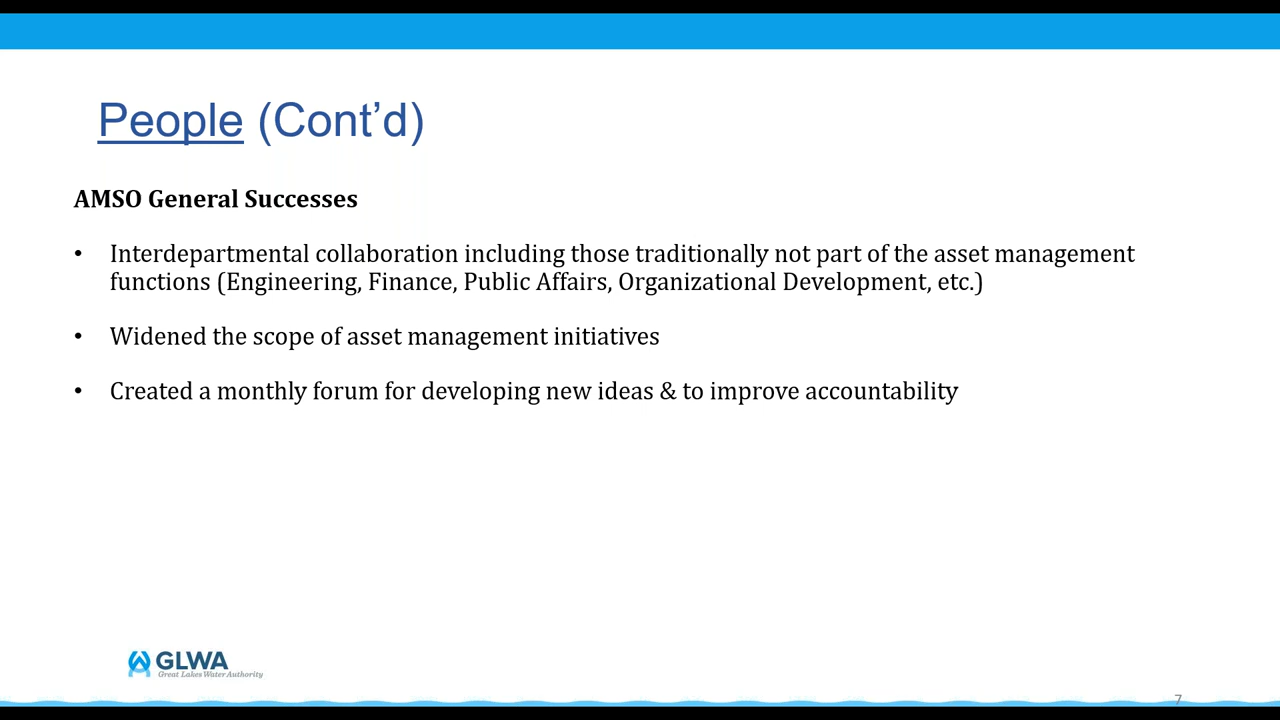 People (Cont’d)
AMSO General Successes
• Interdepartmental collaboration including those traditionally not part of the asset management
functions (Engineering, Finance, Public Affairs, Organizational Development, etc.)
• Widened the scope of asset management initiatives
• Created a monthly forum for developing new ideas & to improve accountability
GLWA
Great Lakes Water Authority
7